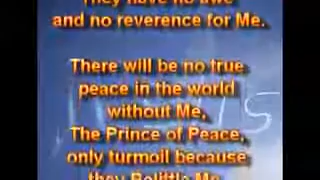 They have no awe
and no reverence for Me.
There will be no true
peace in the world
without Me,
The Prince of Peace,
only turmoil because
they Belittle Me